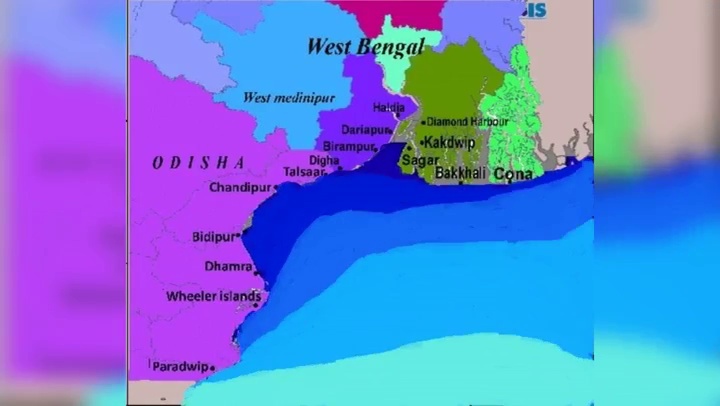 West Bengal
West medinipur
Haldia
Diamond Harbour
Dariapur
Kakdwip
Birampur
Sagar
ODISHA
Digha
Talsaar
Bakkhali
Cona
Chandipur
Bidipur
Dhamra
Wheeler Islands
Paradwip